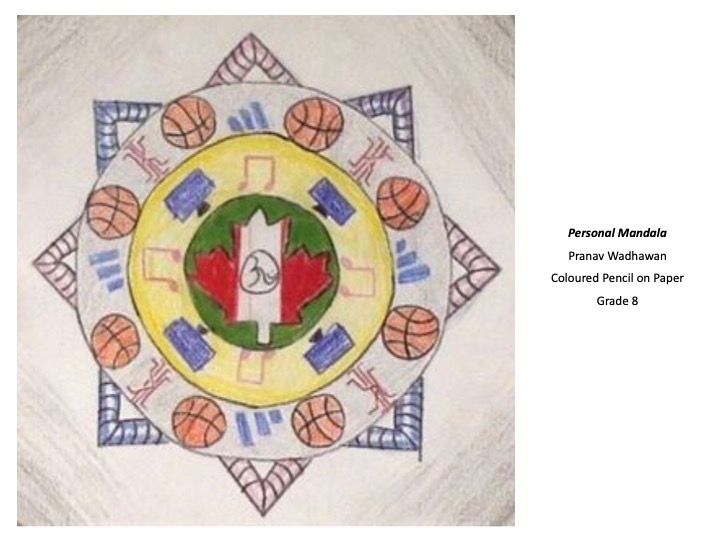 ॐ
Personal Mandala
Pranav Wadhawan
Coloured Pencil on Paper
Grade 8